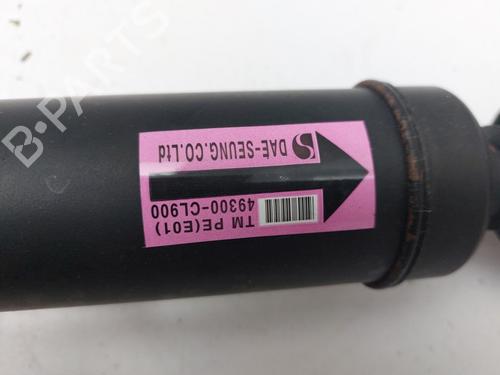 TM PE(E01)
49300-CL900
DAE-SEUNG.CO.Ltd
B-PARTS